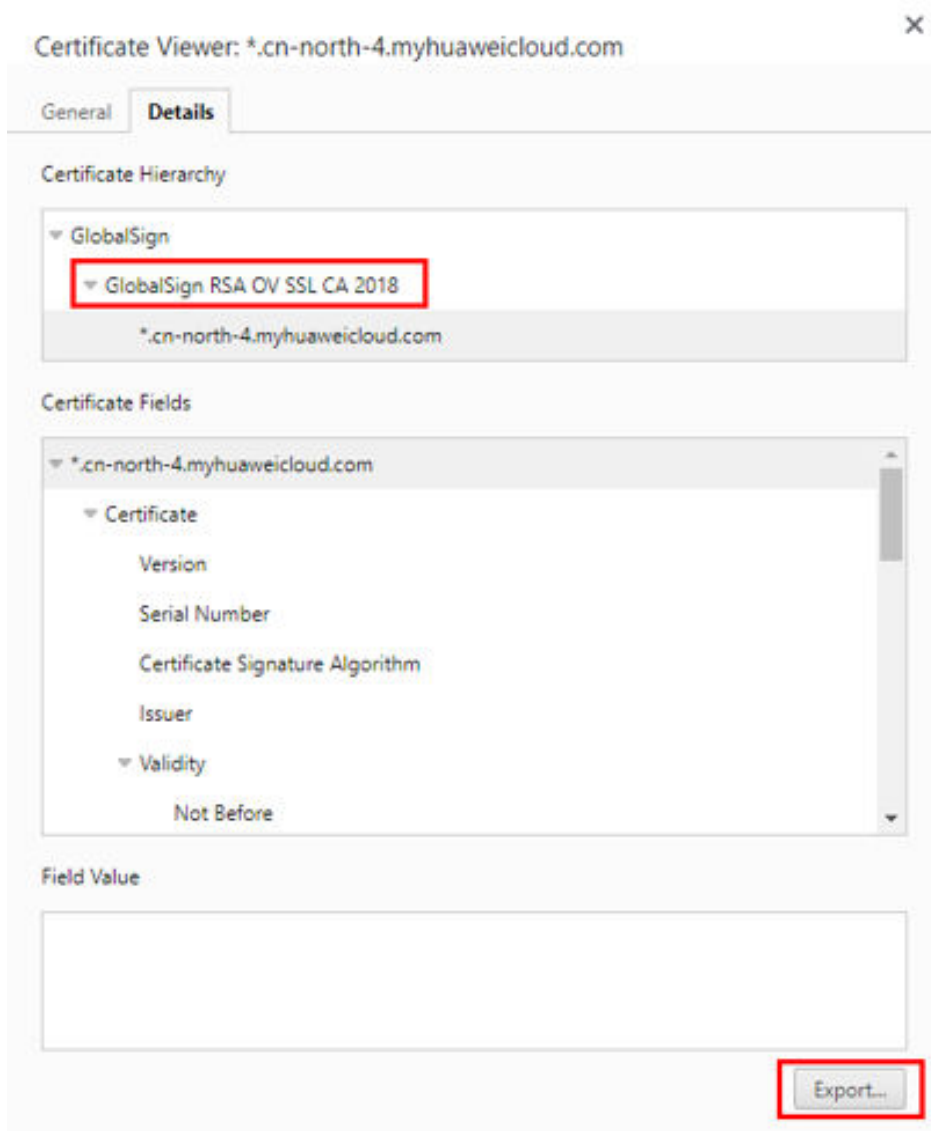 Certificate Viewer: *.cn-north-4.myhuaweicloud.com
General Details
Certificate Hierarchy
GlobalSign
GlobalSign RSA OV SSL CA 2018
*.cn-north-4.myhuaweicloud.com
Certificate Fields
*.cn-north-4.myhuaweicloud.com
Certificate
Version
Serial Number
Certificate Signature Algorithm
Issuer
Validity
Not Before
Field Value
Export...